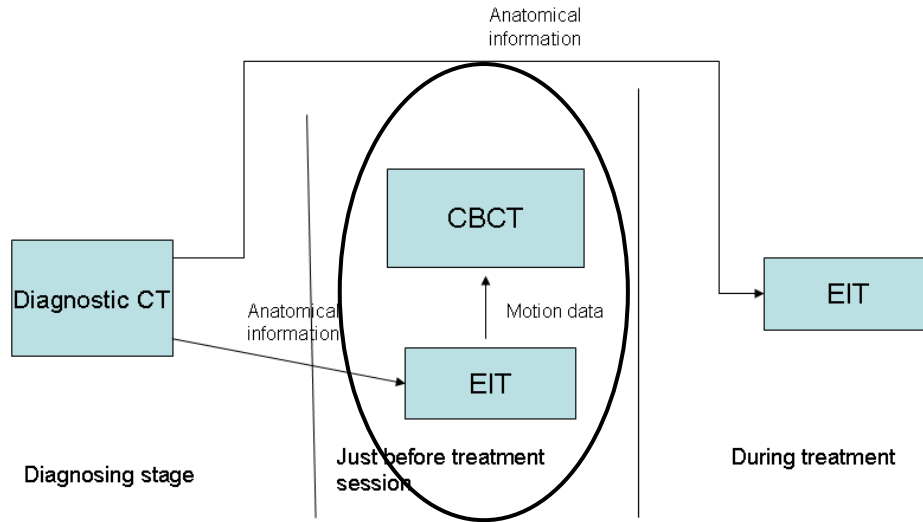 Anatomical
information
CBCT
Diagnostic CT
EIT
Anatomical
information
Motion data
EIT
Diagnosing stage
Just before treatment
session
During treatment